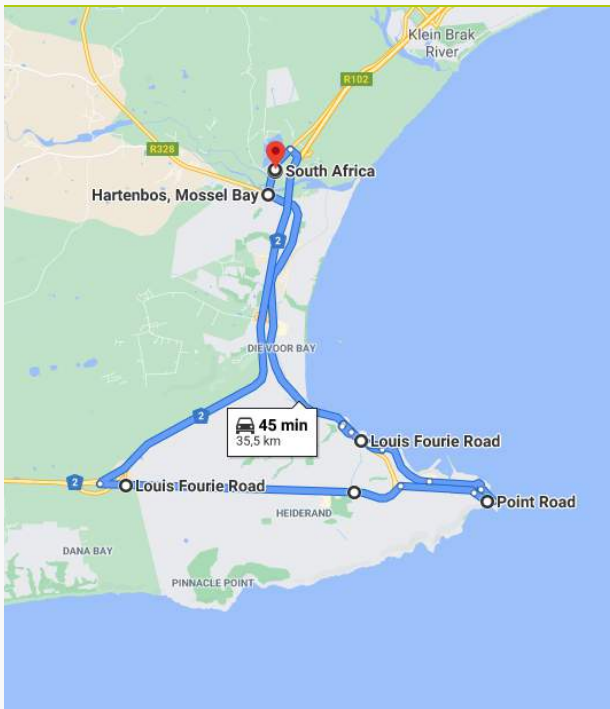 Klein Brak
River
R102
R328
South Africa
Hartenbos, Mossel Bay
2
DIE VOOR BAY
45 min
35,5 km
2
Louis Fourie Road
2
Louis Fourie Road
Point Road
HEIDERAND
DANA BAY
PINNACLE POINT